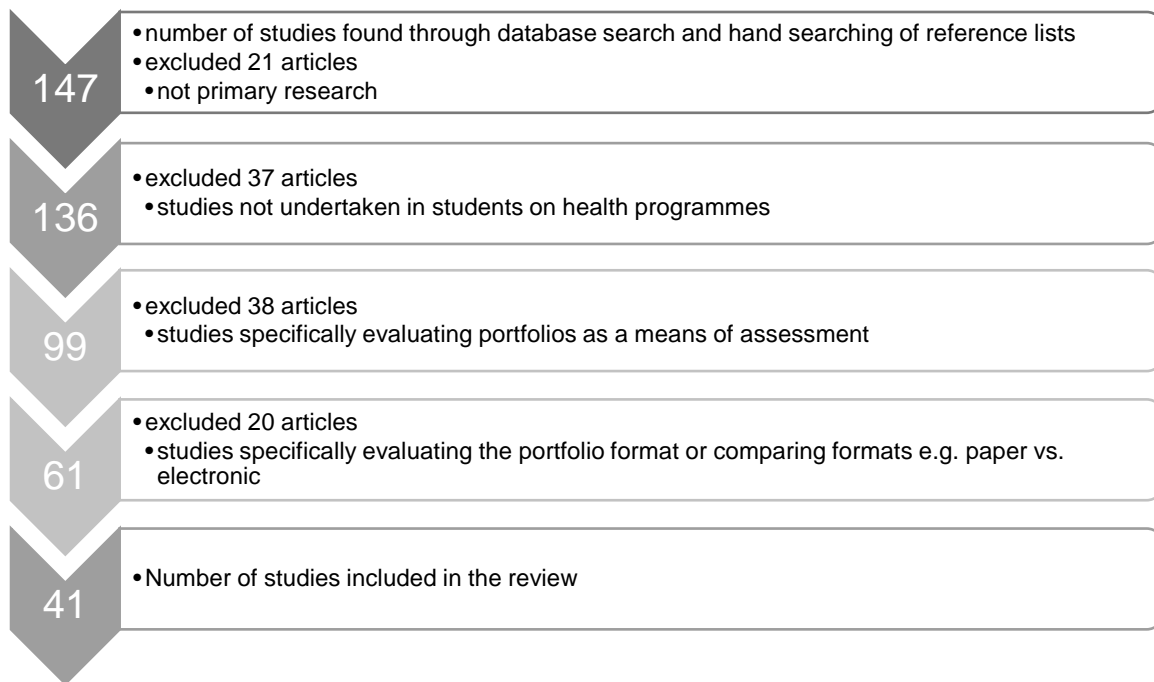 147
•number of studies found through database search and hand searching of reference lists
•excluded 21 articles
•not primary research
136
•excluded 37 articles
•studies not undertaken in students on health programmes
99
•excluded 38 articles
•studies specifically evaluating portfolios as a means of assessment
61
•excluded 20 articles
•studies specifically evaluating the portfolio format or comparing formats e.g. paper vs.
electronic
41
•Number of studies included in the review